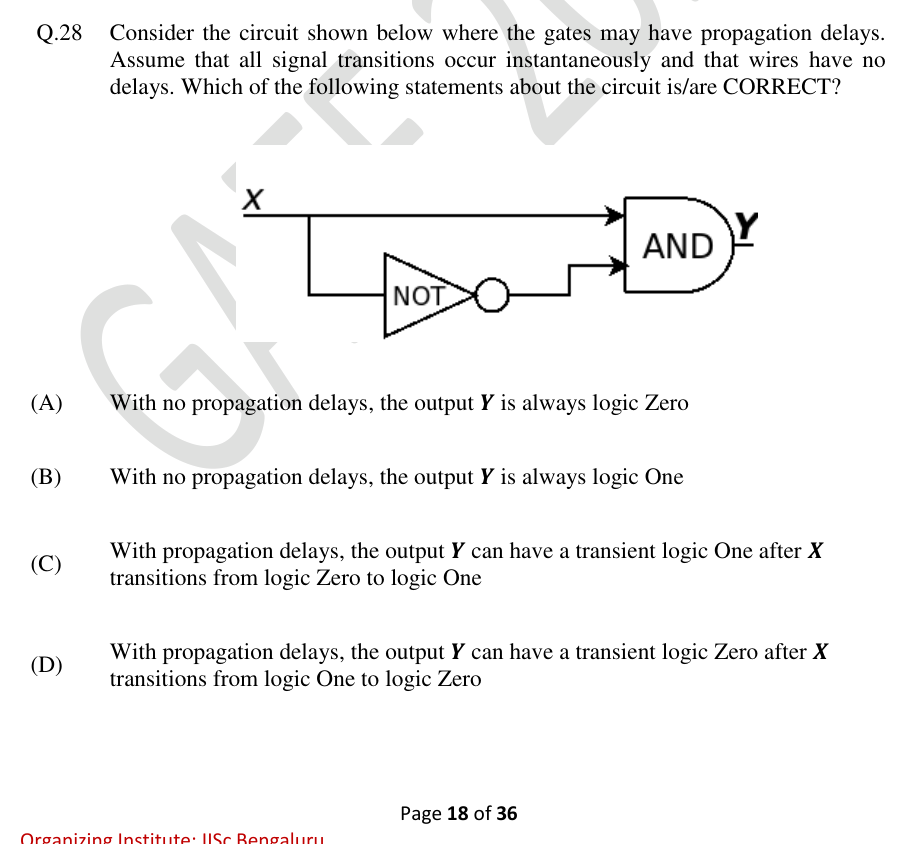 Q.28 Consider the circuit shown below where the gates may have propagation delays.
Assume that all signal transitions occur instantaneously and that wires have no
delays. Which of the following statements about the circuit is/are CORRECT?
X
AND
Y
NOT
(A) With no propagation delays, the output Y is always logic Zero
(B) With no propagation delays, the output Y is always logic One
(C) With propagation delays, the output Y can have a transient logic One after X
transitions from logic Zero to logic One
(D) With propagation delays, the output Y can have a transient logic Zero after X
transitions from logic One to logic Zero
Page 18 of 36
Organizing Institute: IISc Bengaluru